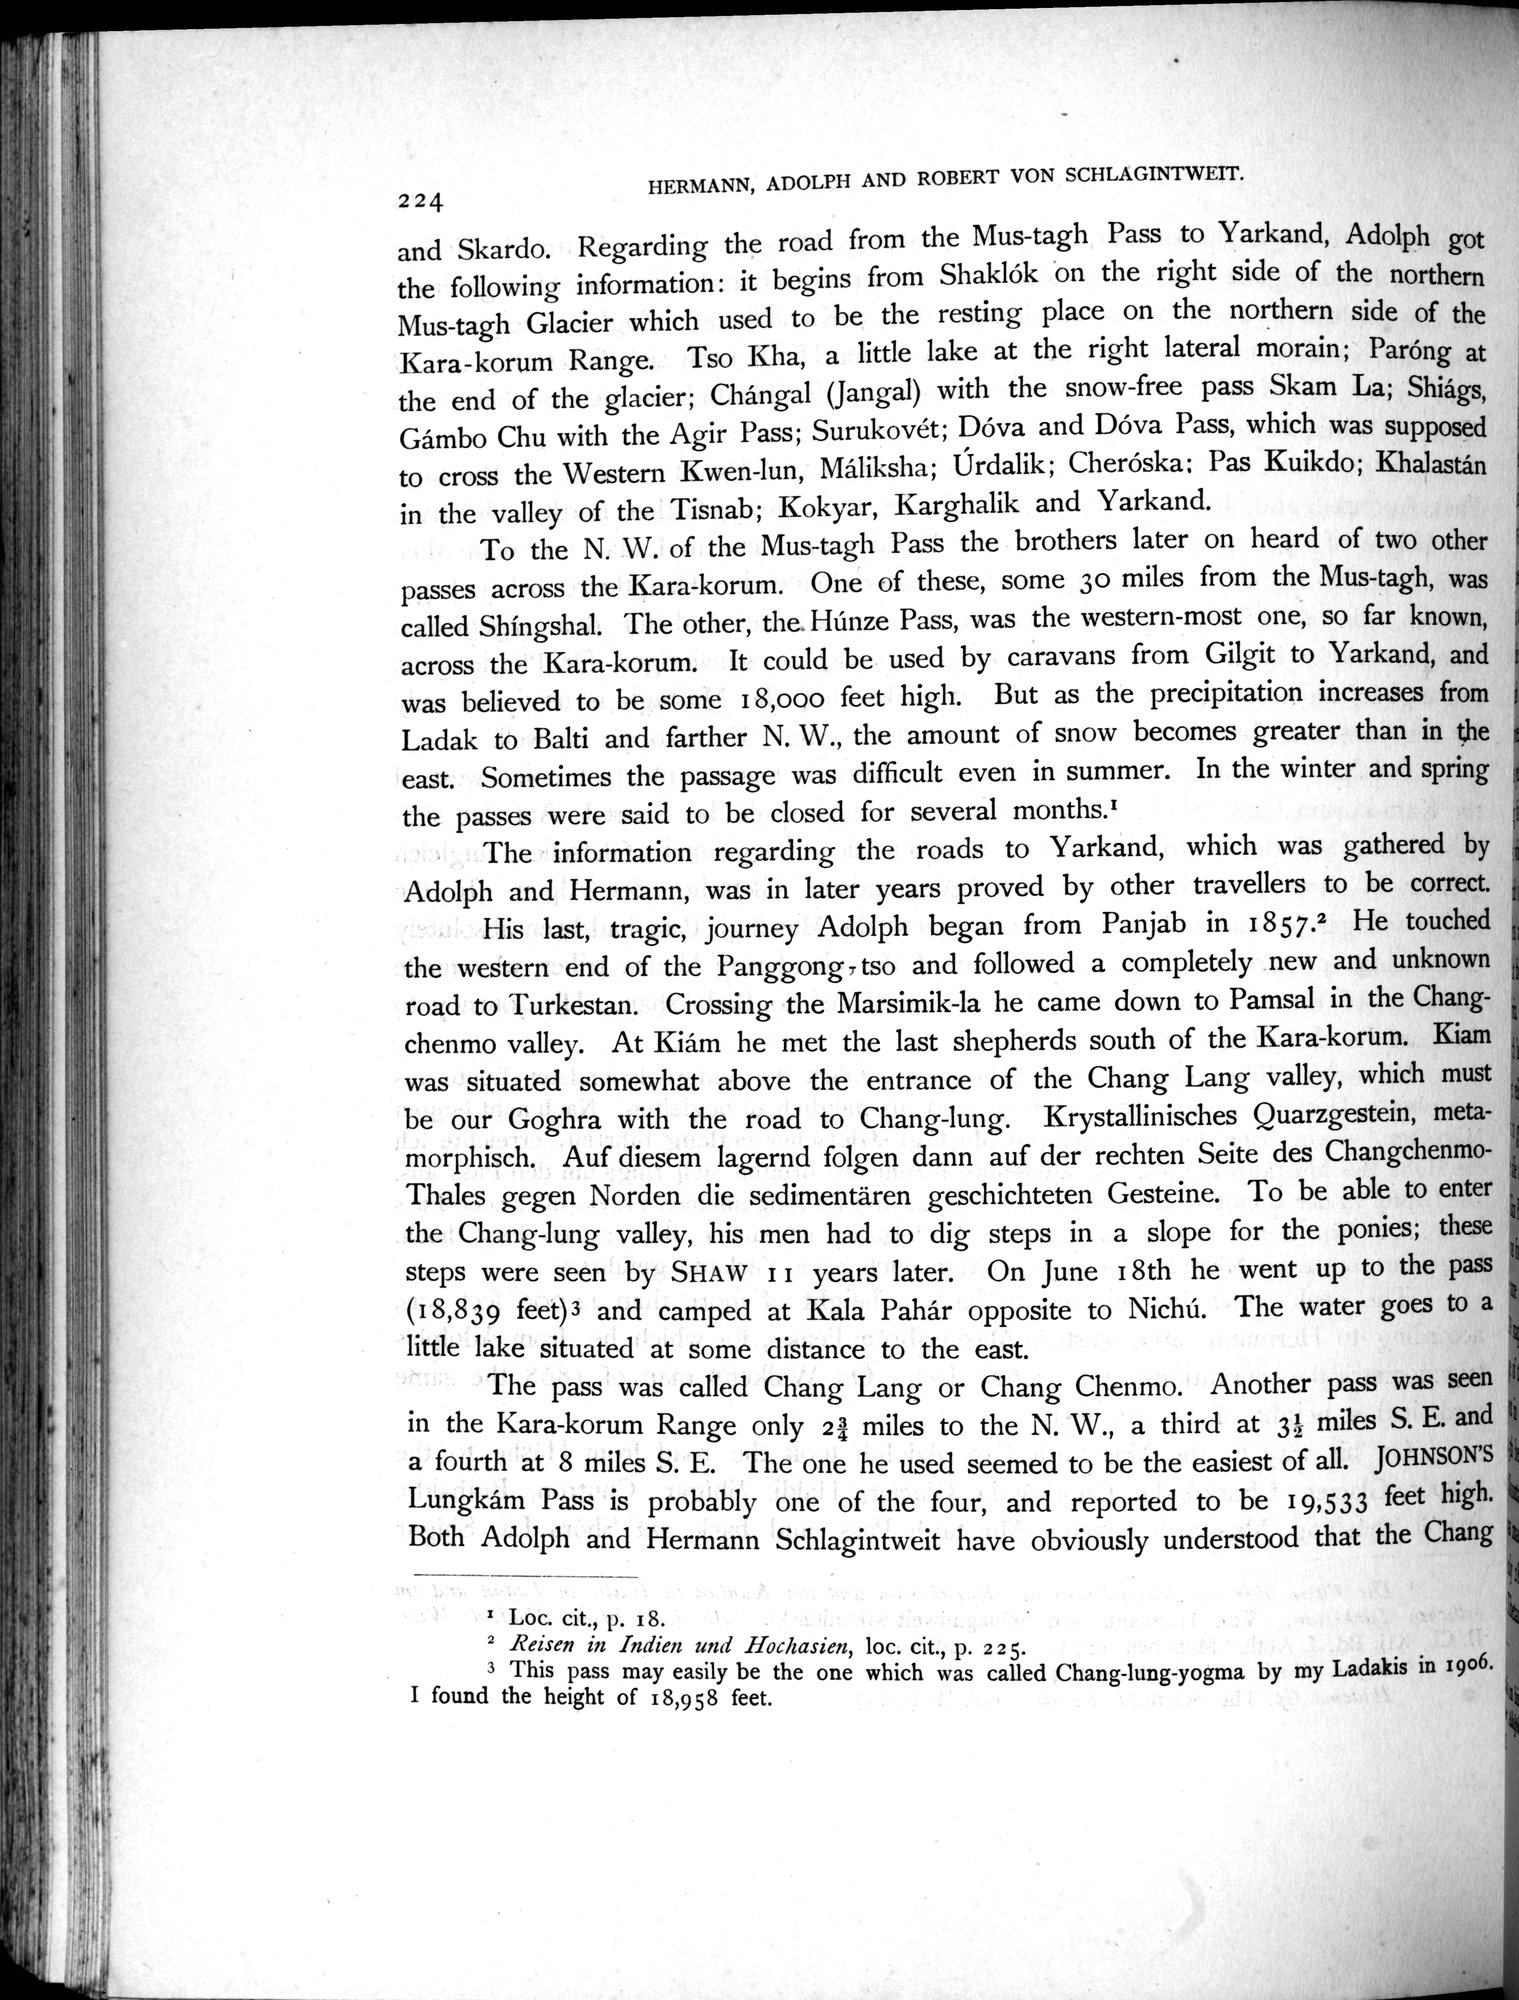 224
HERMANN, ADOLPH AND ROBERT VON SCHLAGINTWEIT.
and Skardo. Regarding the road from the Mus-tagh Pass to Yarkand, Adolph got
the following information: it begins from Shaklók on the right side of the northern
Mus-tagh Glacier which used to be the resting place on the northern side of the
Kara-korum Range. Tso Kha, a little lake at the right lateral morain; Paróng at
the end of the glacier; Chángal (Jangal) with the snow-free pass Skam La; Shiágs,
Gámbo Chu with the Agir Pass; Surukovét; Dóva and Dóva Pass, which was supposed
to cross the Western Kwen-lun, Máliksha; Úrdalik; Cheróska; Pas Kuikdo; Khalastán
in the valley of the Tisnab; Kokyar, Karghalik and Yarkand.
To the N. W. of the Mus-tagh Pass the brothers later on heard of two other
passes across the Kara-korum. One of these, some 30 miles from the Mus-tagh, was
called Shíngshal. The other, the Húnze Pass, was the western-most one, so far known,
across the Kara-korum. It could be used by caravans from Gilgit to Yarkand, and
was believed to be some 18,000 feet high. But as the precipitation increases from
Ladak to Balti and farther N. W., the amount of snow becomes greater than in the
east. Sometimes the passage was difficult even in summer. In the winter and spring
the passes were said to be closed for several months.¹
The information regarding the roads to Yarkand, which was gathered by
Adolph and Hermann, was in later years proved by other travellers to be correct.
His last, tragic, journey Adolph began from Panjab in 1857.² He touched
the western end of the Panggong-tso and followed a completely new and unknown
road to Turkestan. Crossing the Marsimik-la he came down to Pamsal in the Chang-
chenmo valley. At Kiám he met the last shepherds south of the Kara-korum. Kiam
was situated somewhat above the entrance of the Chang Lang valley, which must
be our Goghra with the road to Chang-lung. Krystallinisches Quarzgestein, meta-
morphisch. Auf diesem lagernd folgen dann auf der rechten Seite des Changchenmo-
Thales gegen Norden die sedimentären geschichteten Gesteine. To be able to enter
the Chang-lung valley, his men had to dig steps in a slope for the ponies; these
steps were seen by SHAW 11 years later. On June 18th he went up to the pass
(18,839 feet)³ and camped at Kala Pahár opposite to Nichú. The water goes to a
little lake situated at some distance to the east.
The pass was called Chang Lang or Chang Chenmo. Another pass was seen
in the Kara-korum Range only 2¾ miles to the N. W., a third at 3½ miles S. E. and
a fourth at 8 miles S. E. The one he used seemed to be the easiest of all. JOHNSON'S
Lungkám Pass is probably one of the four, and reported to be 19,533 feet high.
Both Adolph and Hermann Schlagintweit have obviously understood that the Chang
¹ Loc. cit., p. 18.
² Reisen in Indien und Hochasien, loc. cit., p. 225.
³ This pass may easily be the one which was called Chang-lung-yogma by my Ladakis in 1906.
I found the height of 18,958 feet.